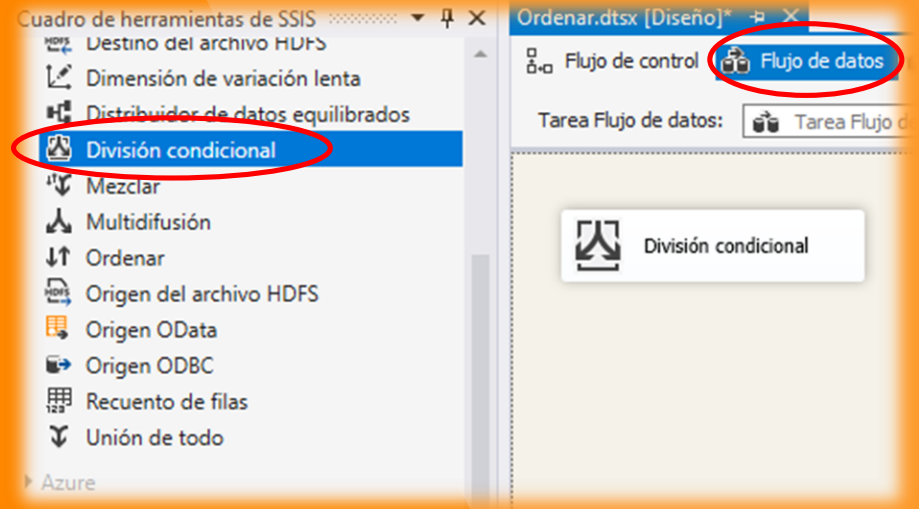 Cuadro de herramientas de SSIS
Destino del archivo HDFS
Dimensión de variación lenta
Distribuidor de datos equilibrados
División condicional
Mezclar
Multidifusión
Ordenar
Origen del archivo HDFS
Origen OData
Origen ODBC
Recuento de filas
Unión de todo
Azure
Ordenar.dtsx [Diseño]*
Flujo de control
Flujo de datos
Tarea Flujo de datos:
Tarea Flujo d
División condicional